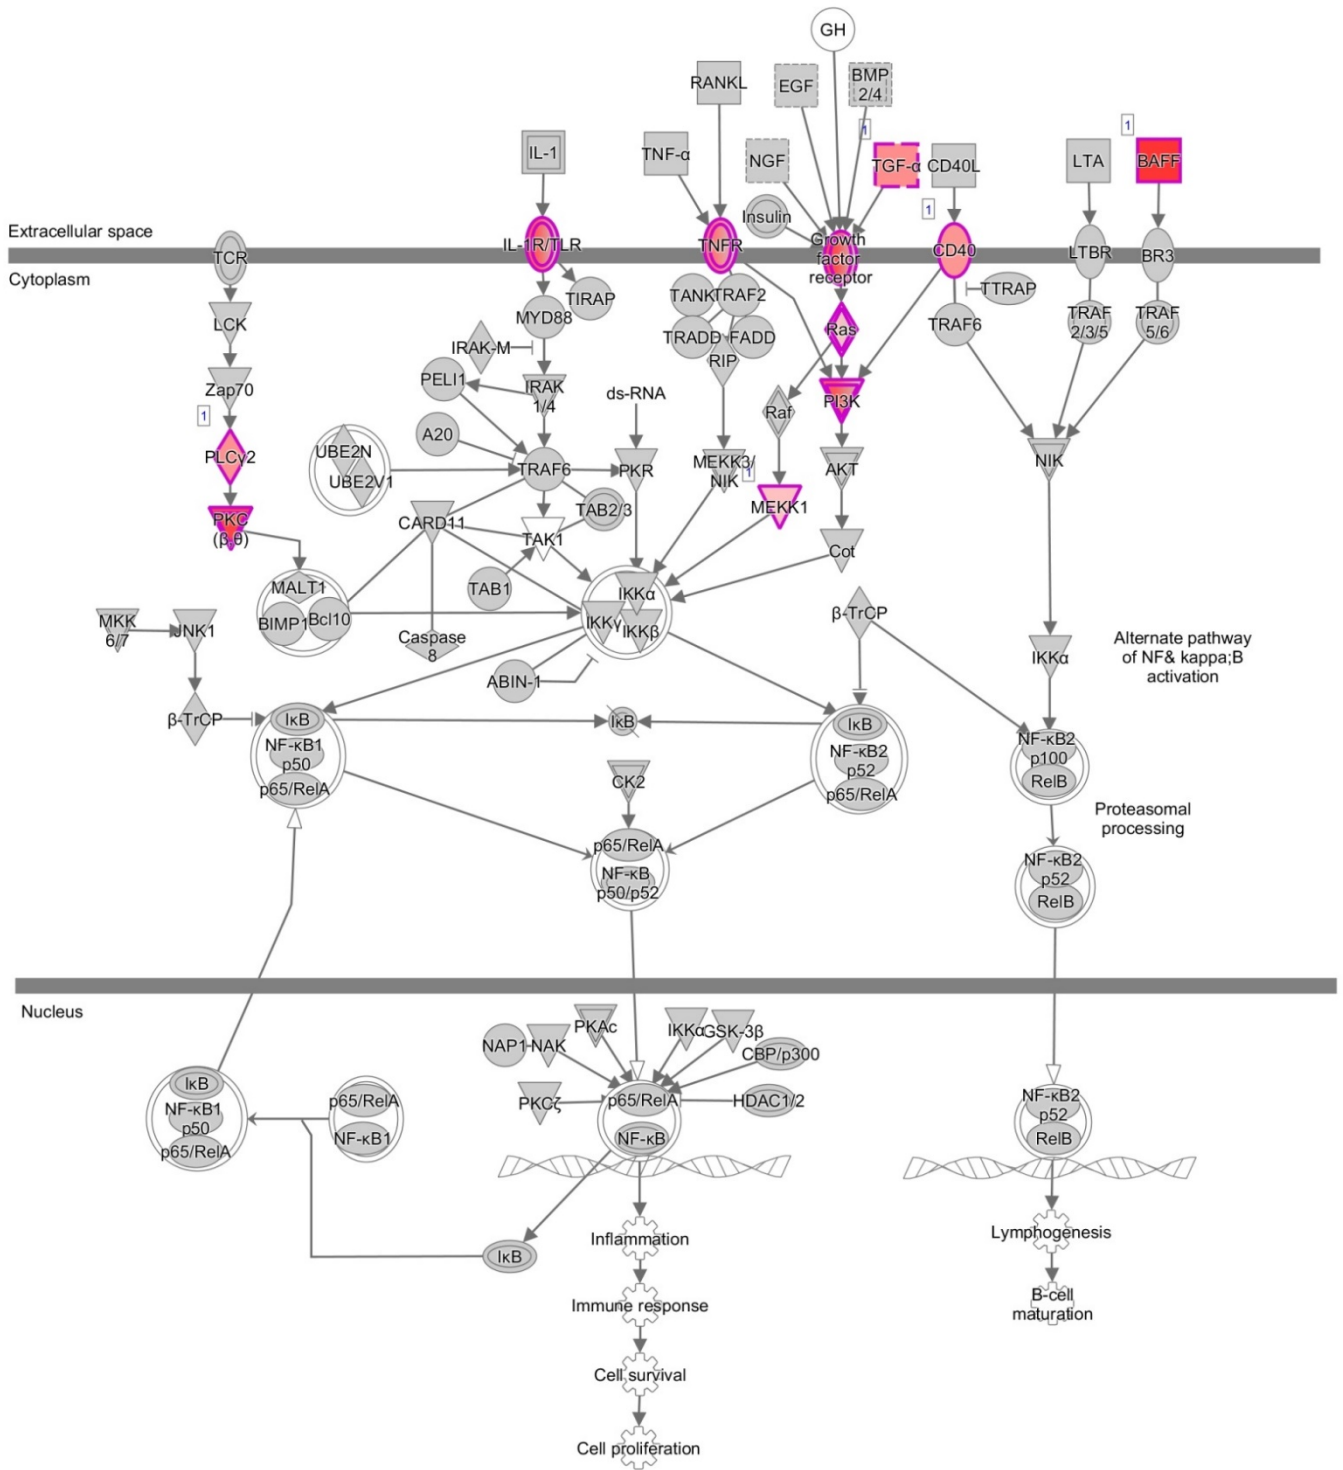 GH
RANKL
EGF
BMP
2/4
1
1
IL-1
TNF-α
NGF
TGF-α
CD40L
LTA
BAFF
Insulin
1
Extracellular space
TCR
IL-1R/TLR
TNFR
Growth
factor
receptor
CD40
LTBR
BR3
Cytoplasm
TIRAP
TANK
TRAF2
TTRAP
LCK
MYD88
TRAF6
TRAF
2/3/5
TRAF
5/6
IRAK-M
TRADD
FADD
RIP
Ras
Zap70
PELI1
IRAK
1/4
ds-RNA
Raf
PI3K
1
A20
UBE2N
UBE2V1
PLCγ2
TRAF6
PKR
MEKK3/
NIK
1
AKT
NIK
MEKK1
PKC
(β,θ)
CARD11
TAB2/3
TAK1
Cot
TAB1
MALT1
BIMP1
Bcl10
IKKα
IKKγ
IKKβ
β-TrCP
MKK
6/7
JNK1
Caspase
8
IKKα
Alternate pathway
of NF& kappa;B
activation
ABIN-1
β-TrCP
IκB
NF-κB1
p50
p65/RelA
IκB
IκB
NF-κB2
p52
p65/RelA
NF-κB2
p100
RelB
CK2
Proteasomal
processing
p65/RelA
NF-κB
p50/p52
NF-κB2
p52
RelB
Nucleus
NAP1
NAK
PKAc
IKKα
GSK-3β
CBP/p300
PKCζ
p65/RelA
HDAC1/2
NF-κB
IκB
NF-κB1
p50
p65/RelA
p65/RelA
NF-κB1
NF-κB2
p52
RelB
IκB
Inflammation
Lymphogenesis
Immune response
B-cell
maturation
Cell survival
Cell proliferation